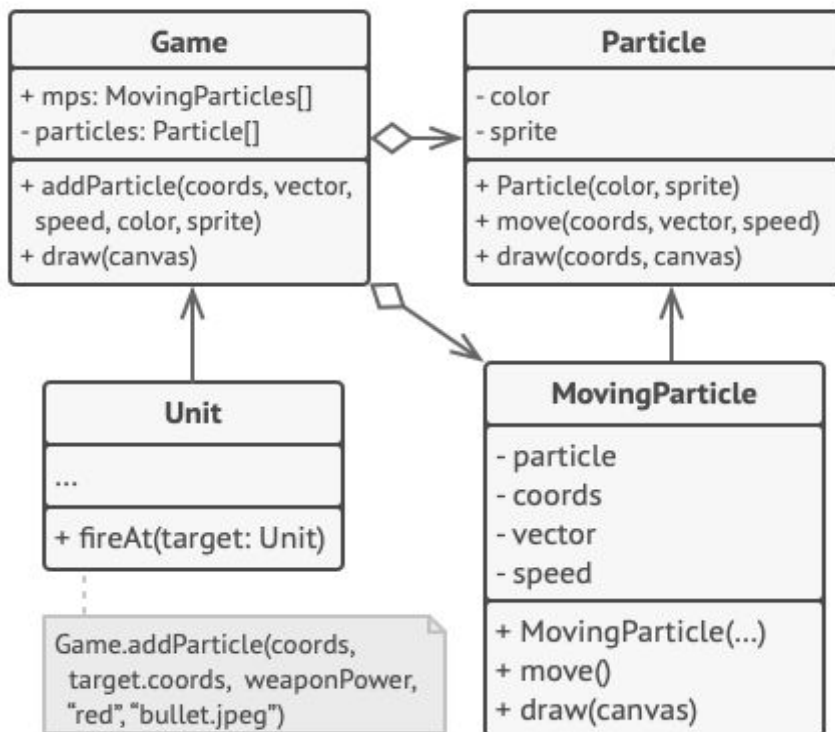 Game
+ mps: MovingParticles[]
- particles: Particle[]
+ addParticle(coords, vector,
speed, color, sprite)
+ draw(canvas)
Particle
- color
- sprite
+ Particle(color, sprite)
+ move(coords, vector, speed)
+ draw(coords, canvas)
Unit
...
+ fireAt(target: Unit)
Game.addParticle(coords,
target.coords, weaponPower,
“red”, “bullet.jpeg”)
MovingParticle
- particle
- coords
- vector
- speed
+ MovingParticle(...)
+ move()
+ draw(canvas)